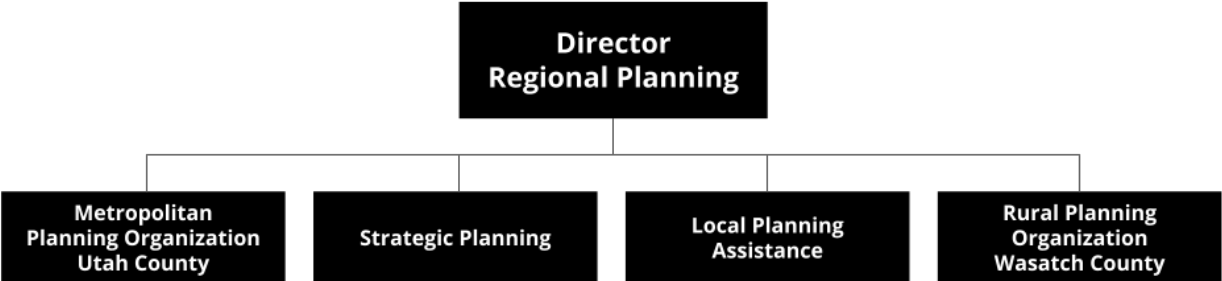 Director
Regional Planning
Metropolitan
Planning Organization
Utah County
Strategic Planning
Local Planning
Assistance
Rural Planning
Organization
Wasatch County